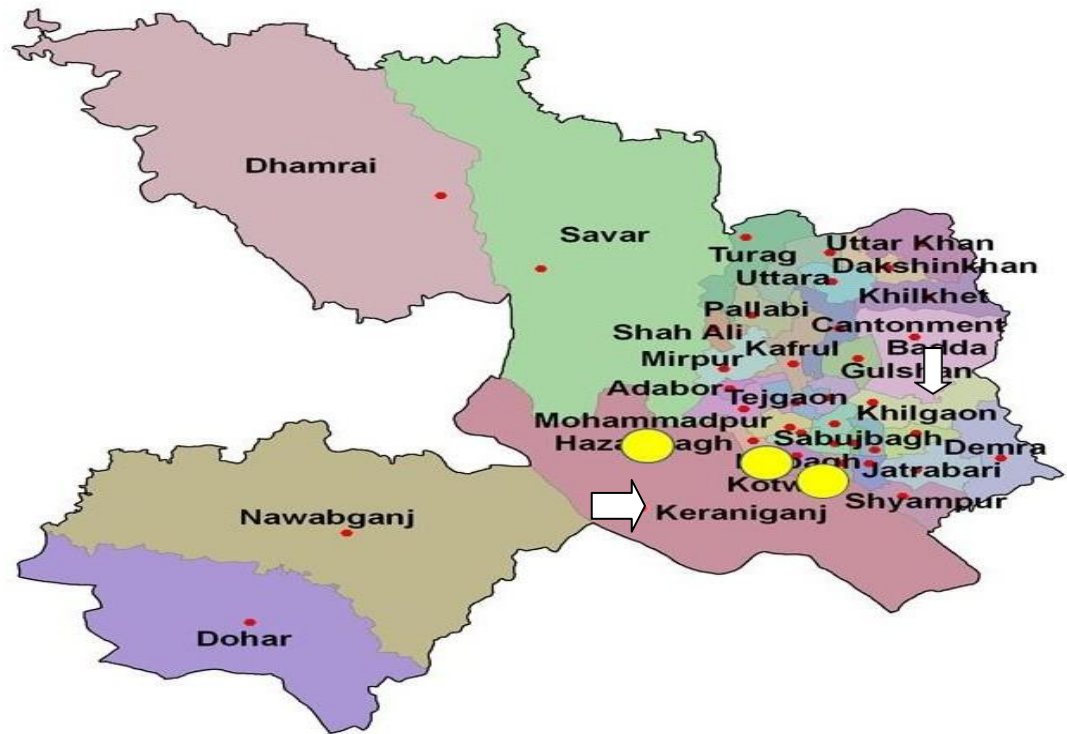 Dhamrai
Savar
Turag
Uttar Khan
Uttara
Dakshinkhan
Pallabi
Khilkhet
Shah Ali
Cantonment
Mirpur
Kafrul
Badda
Gulshan
Adabor
Tejgaon
Mohammadpur
Khilgaon
Sabujbagh
Demra
Jatrabari
Nawabganj
Keraniganj
Shyampur
Dohar